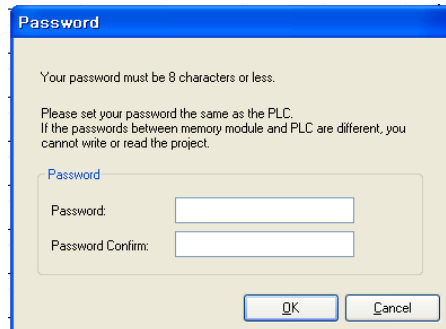 Password
Your password must be 8 characters or less.
Please set your password the same as the PLC.
If the passwords between memory module and PLC are different, you
cannot write or read the project.
Password
Password:
Password Confirm:
OK
Cancel